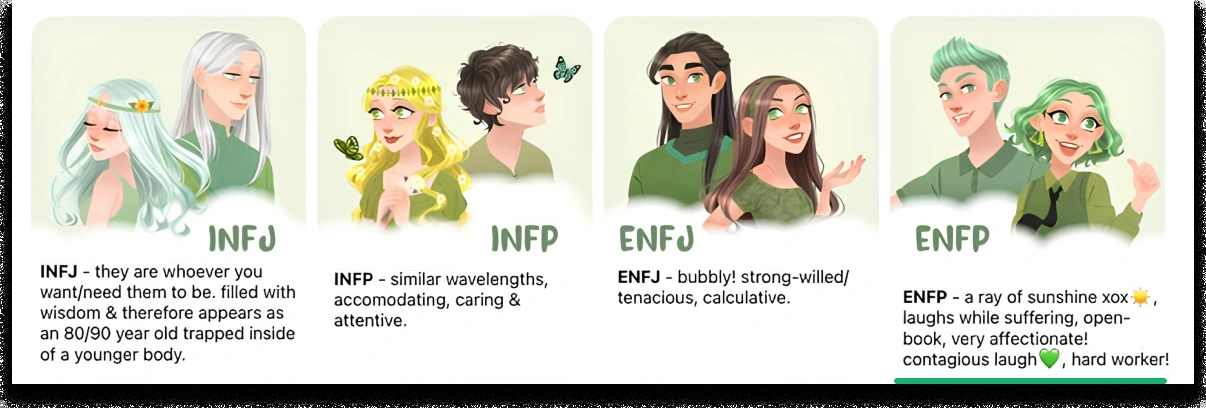 INFJ
INFJ - they are whoever you
want/need them to be. filled with
wisdom & therefore appears as
an 80/90 year old trapped inside
of a younger body.
INFP
INFP - similar wavelengths,
accomodating, caring &
attentive.
ENFJ
ENFJ - bubbly! strong-willed/
tenacious, calculative.
ENFP
ENFP - a ray of sunshine xox☀️,
laughs while suffering, open-
book, very affectionate!
contagious laugh💚, hard worker!